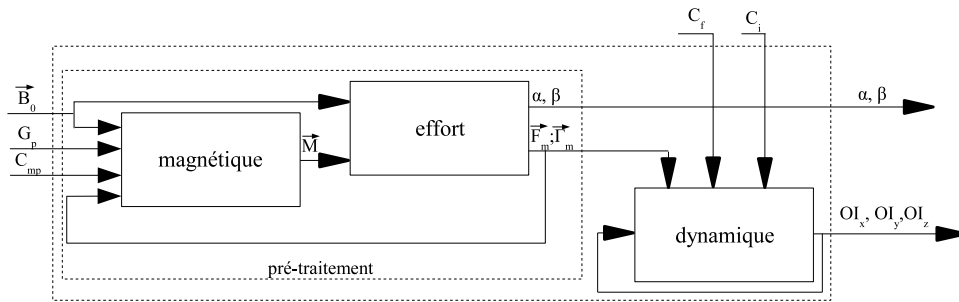 C_f C_i
B_0
α, β α, β
effort
G_p
F_m;Γ_m
magnétique M
C_mp
OI_x, OI_y,OI_z
dynamique
pré-traitement